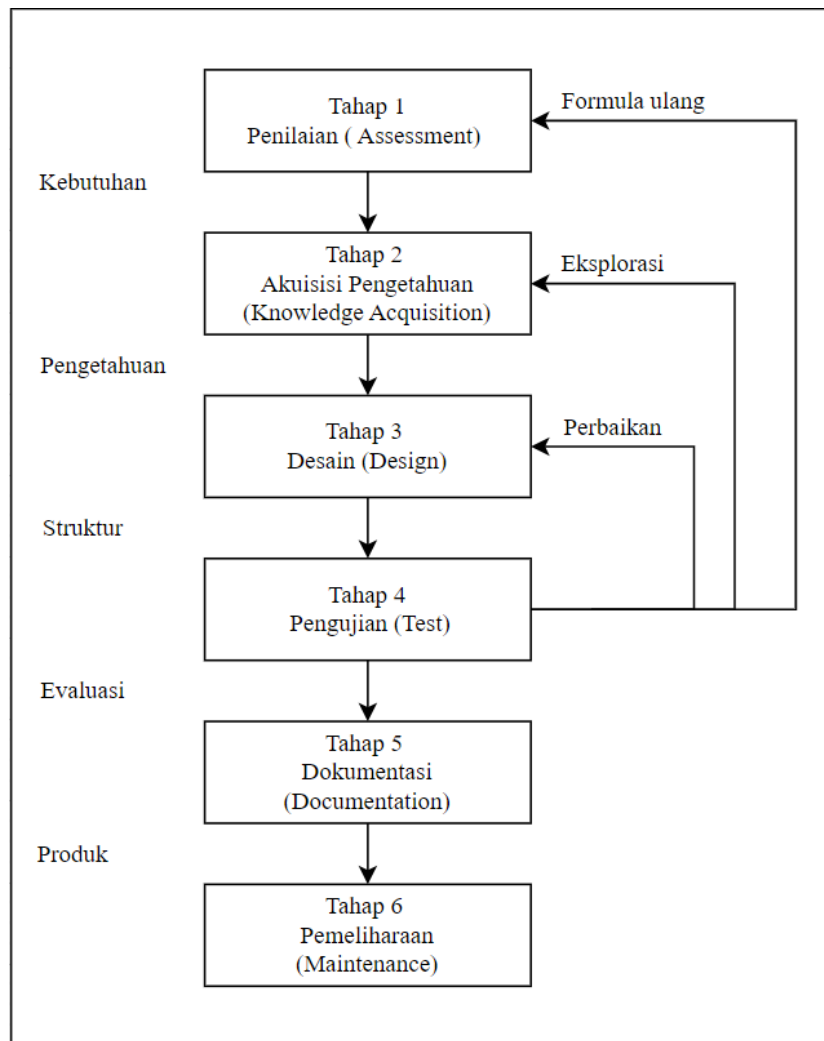 Tahap 1
Penilaian ( Assessment)
Formula ulang
Kebutuhan
Tahap 2
Akuisisi Pengetahuan
(Knowledge Acquisition)
Eksplorasi
Pengetahuan
Tahap 3
Desain (Design)
Perbaikan
Struktur
Tahap 4
Pengujian (Test)
Evaluasi
Tahap 5
Dokumentasi
(Documentation)
Produk
Tahap 6
Pemeliharaan
(Maintenance)